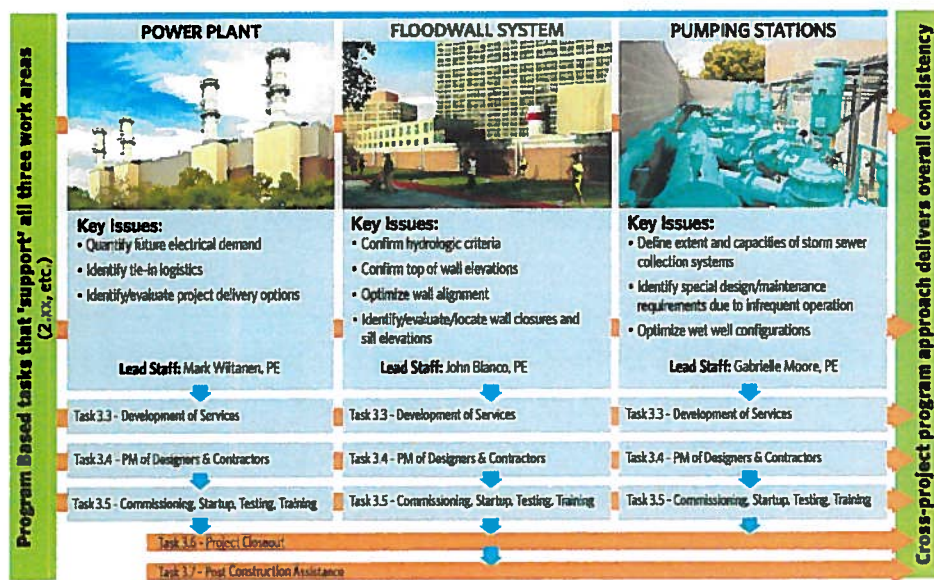 Program Based tasks that 'support' all three work areas
(2.xx, etc.)
POWER PLANT
Key Issues:
• Quantify future electrical demand
• Identify tie-in logistics
• Identify/evaluate project delivery options
Lead Staff: Mark Wiitanen, PE
Task 3.3 - Development of Services
Task 3.4 - PM of Designers & Contractors
Task 3.5 - Commissioning, Startup, Testing, Training
FLOODWALL SYSTEM
Key Issues:
• Confirm hydrologic criteria
• Confirm top of wall elevations
• Optimize wall alignment
• Identify/evaluate/locate wall closures and
sill elevations
Lead Staff: John Blanco, PE
Task 3.3 - Development of Services
Task 3.4 - PM of Designers & Contractors
Task 3.5 - Commissioning, Startup, Testing, Training
PUMPING STATIONS
Key Issues:
• Define extent and capacities of storm sewer
collection systems
• Identify special design/maintenance
requirements due to infrequent operation
• Optimize wet well configurations
Lead Staff: Gabrielle Moore, PE
Task 3.3 - Development of Services
Task 3.4 - PM of Designers & Contractors
Task 3.5 - Commissioning, Startup, Testing, Training
Task 3.6 - Project Closeout
Task 3.7 - Post Construction Assistance
Cross-project program approach delivers overall consistency